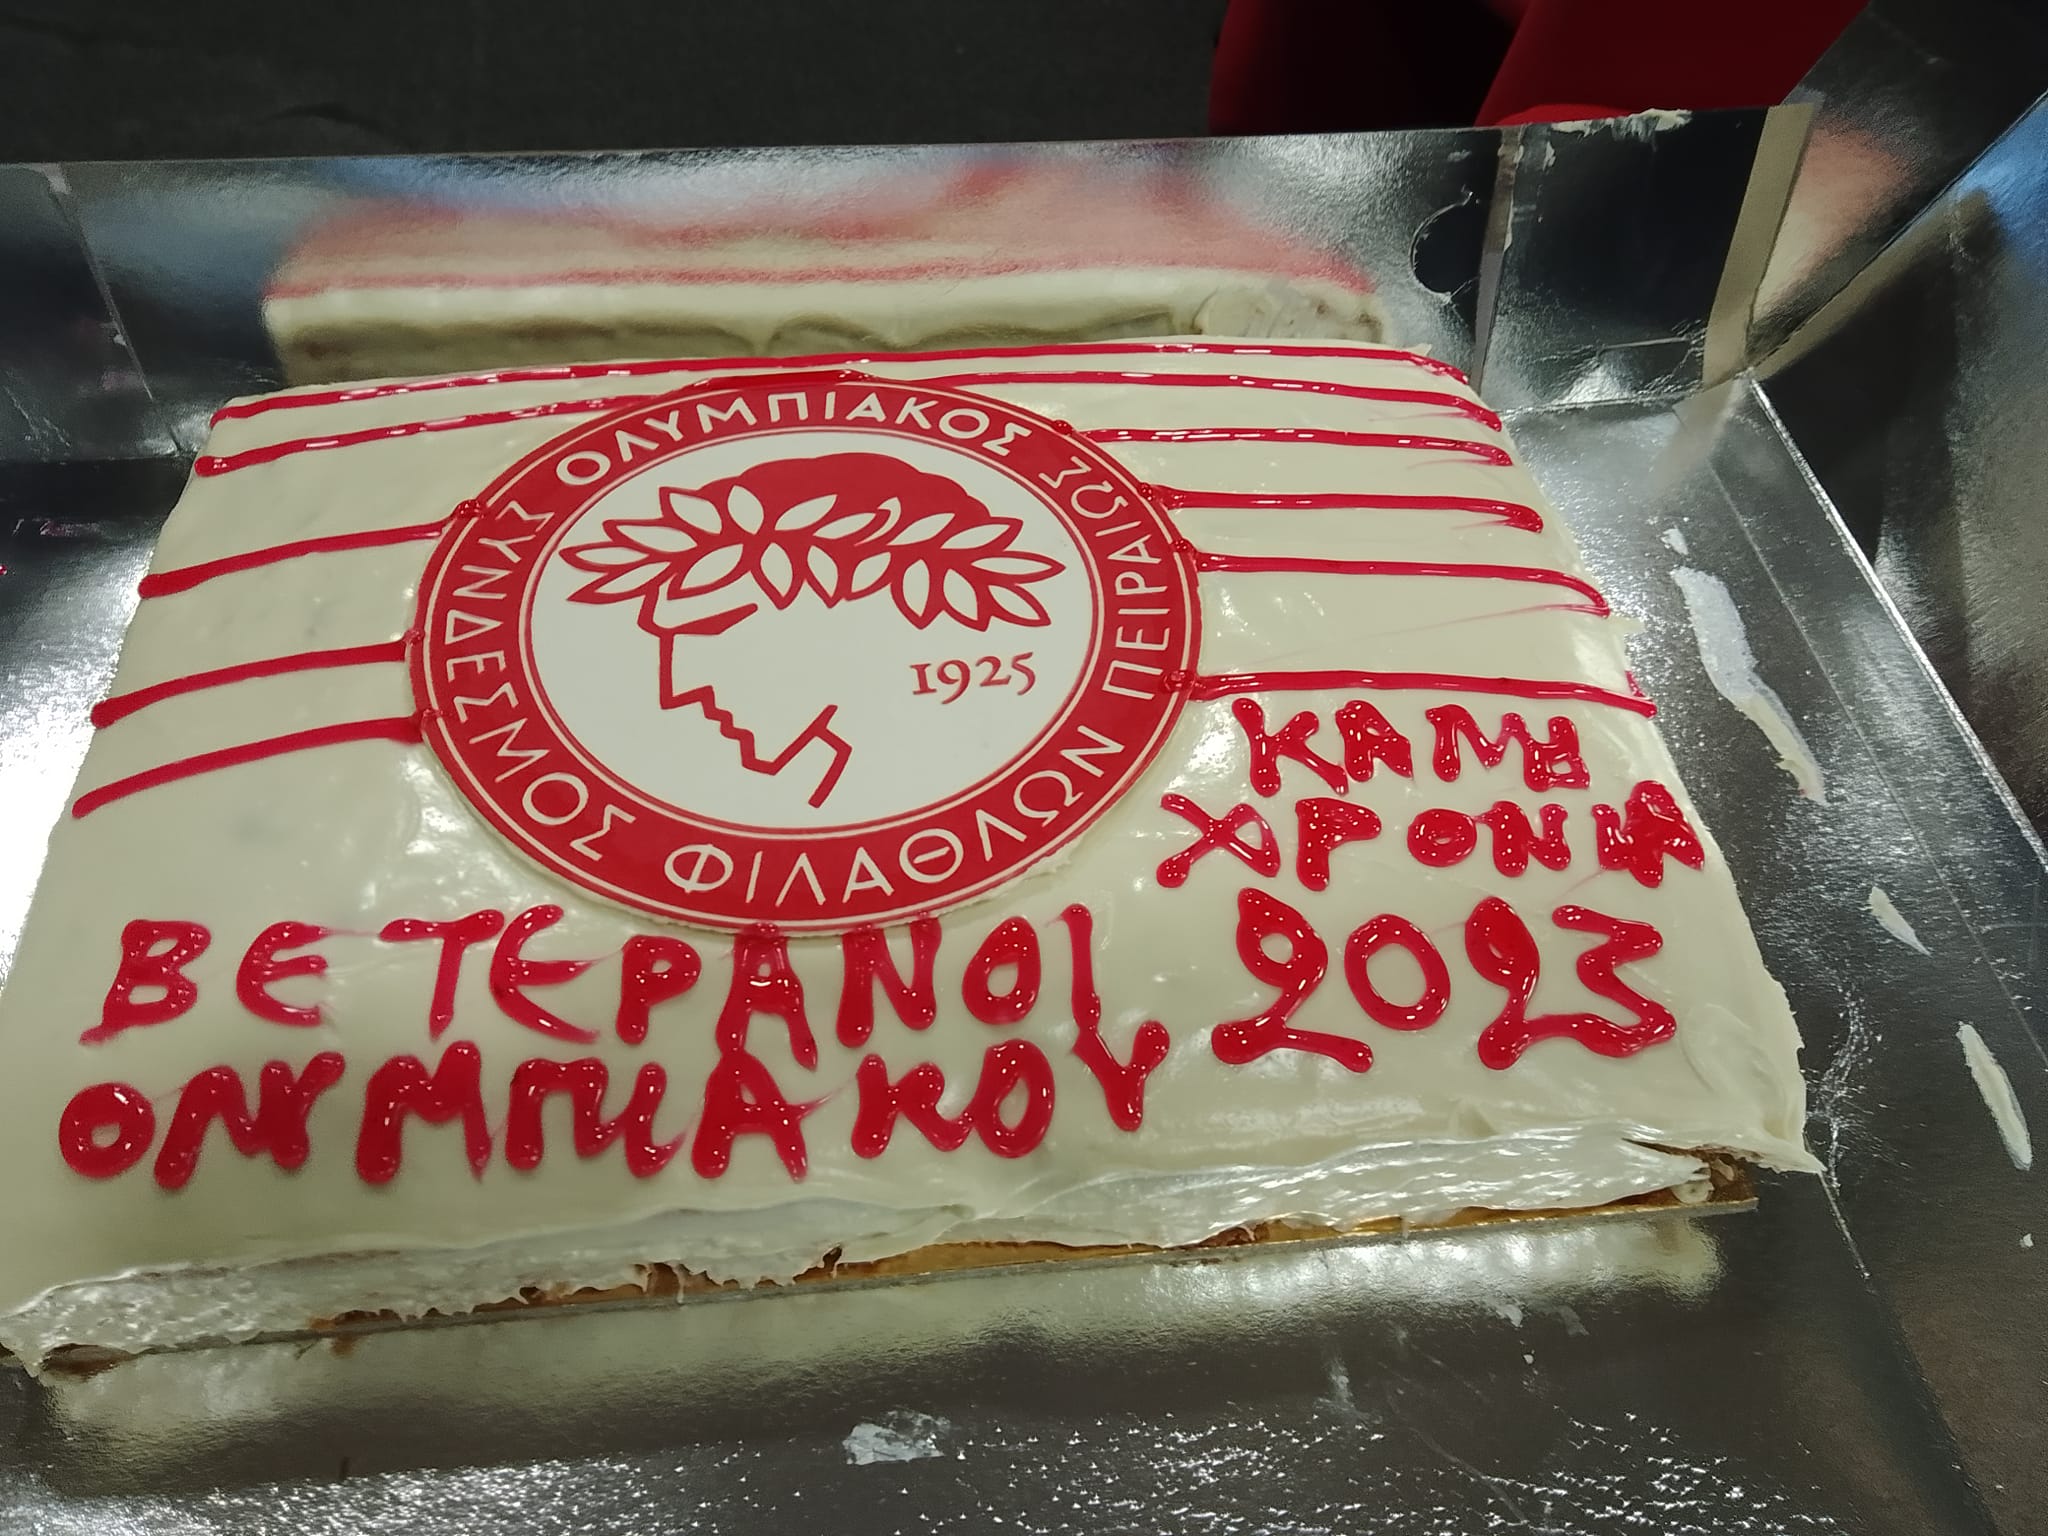 ΟΛΥΜΠΙΑΚΟΣ ΣΥΝΔΕΣΜΟΣ ΦΙΛΑΘΛΩΝ ΠΕΙΡΑΙΩΣ
1925
ΚΑΛΗ
ΧΡΟΝΙΑ
2023
ΒΕΤΕΡΑΝΟΙ
ΟΛΥΜΠΙΑΚΟΥ